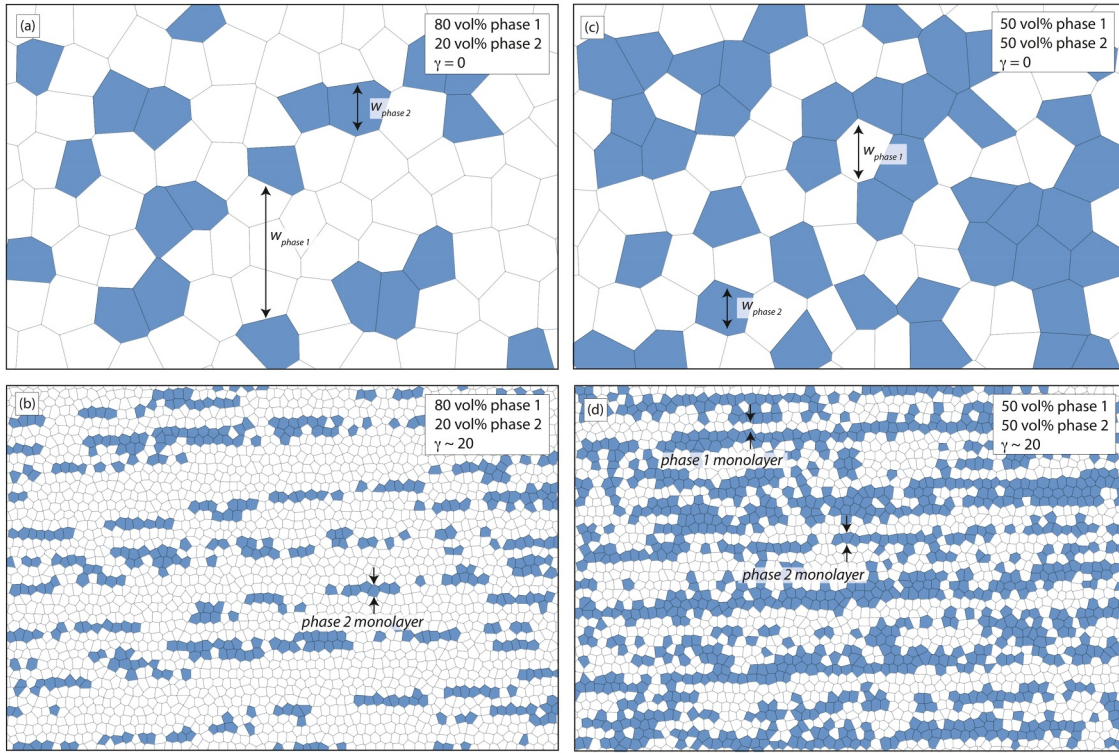 (a)
80 vol% phase 1
20 vol% phase 2
γ = 0
w phase 2
w phase 1
(c)
50 vol% phase 1
50 vol% phase 2
γ = 0
w phase 1
w phase 2
(b)
80 vol% phase 1
20 vol% phase 2
γ ~ 20
phase 2 monolayer
(d)
50 vol% phase 1
50 vol% phase 2
γ ~ 20
phase 1 monolayer
phase 2 monolayer